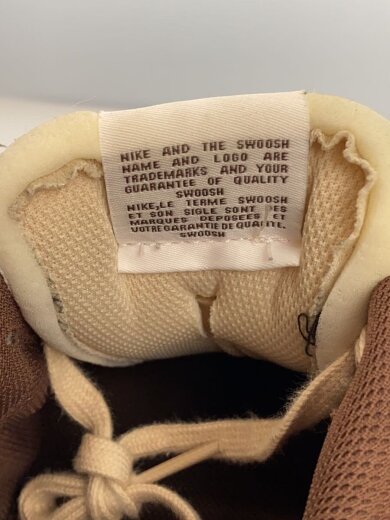 NIKE AND THE SWOOSH
NAME AND LOGO ARE
TRADEMARKS AND YOUR
GUARANTEE OF QUALITY
SWOOSH
NIKE,LE TERME SWOOSH
ET SON SIGLE SONT DES
MARQUES DEPOSEES ET
VOTRE GARANTIE DE QUALITE.
SWOOSH